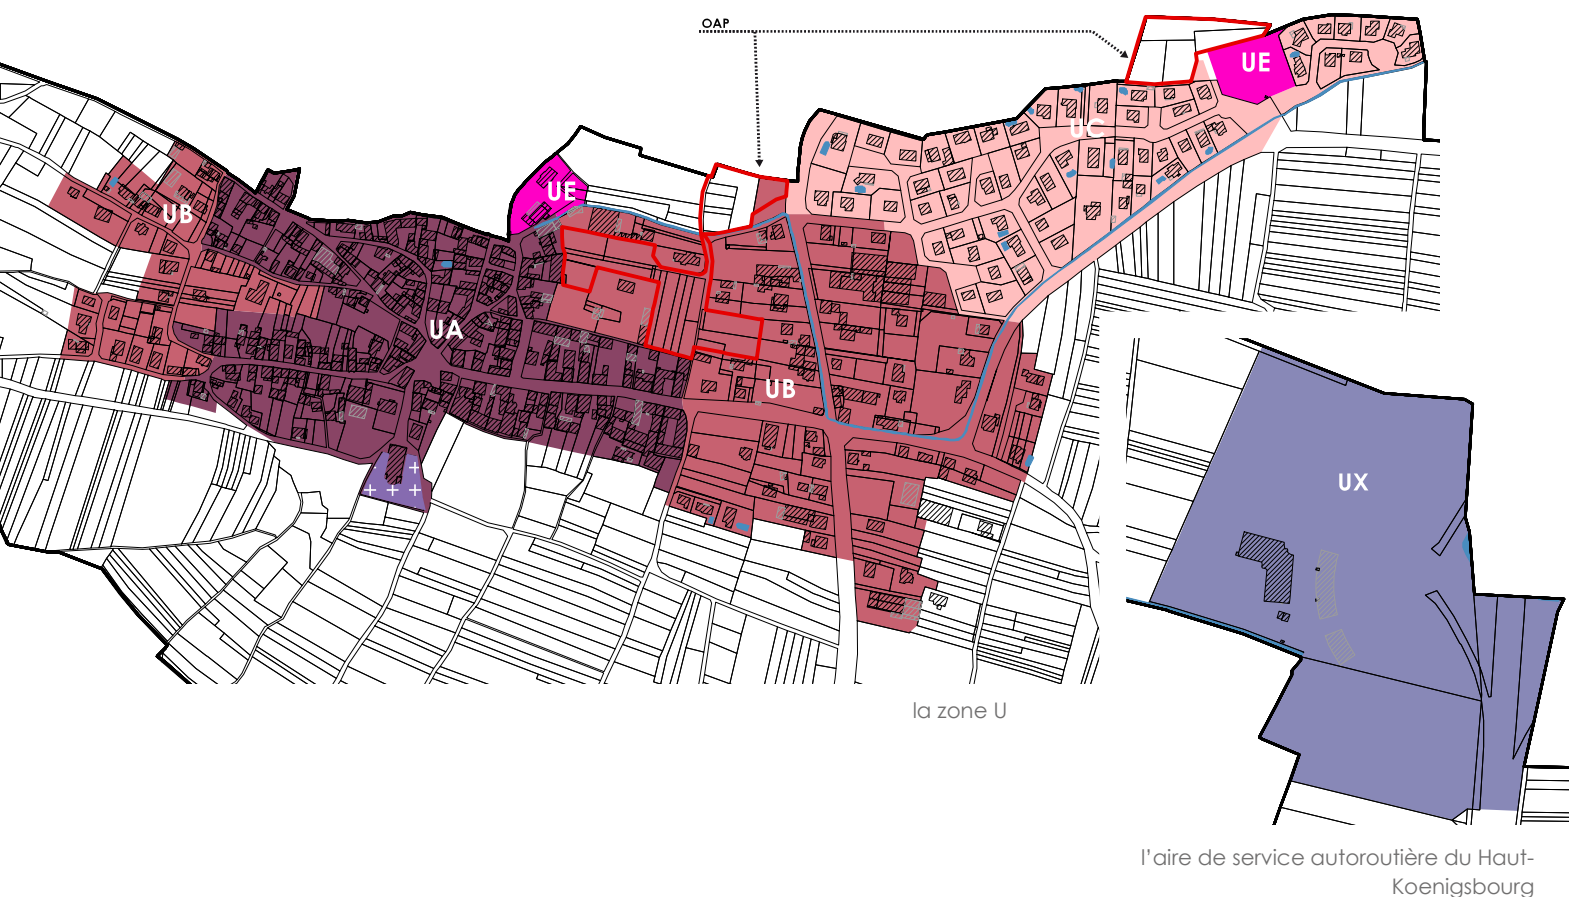 OAP
UE
UC
UE
UB
UA
UB
UX
la zone U
l'aire de service autoroutière du Haut-
Koenigsbourg